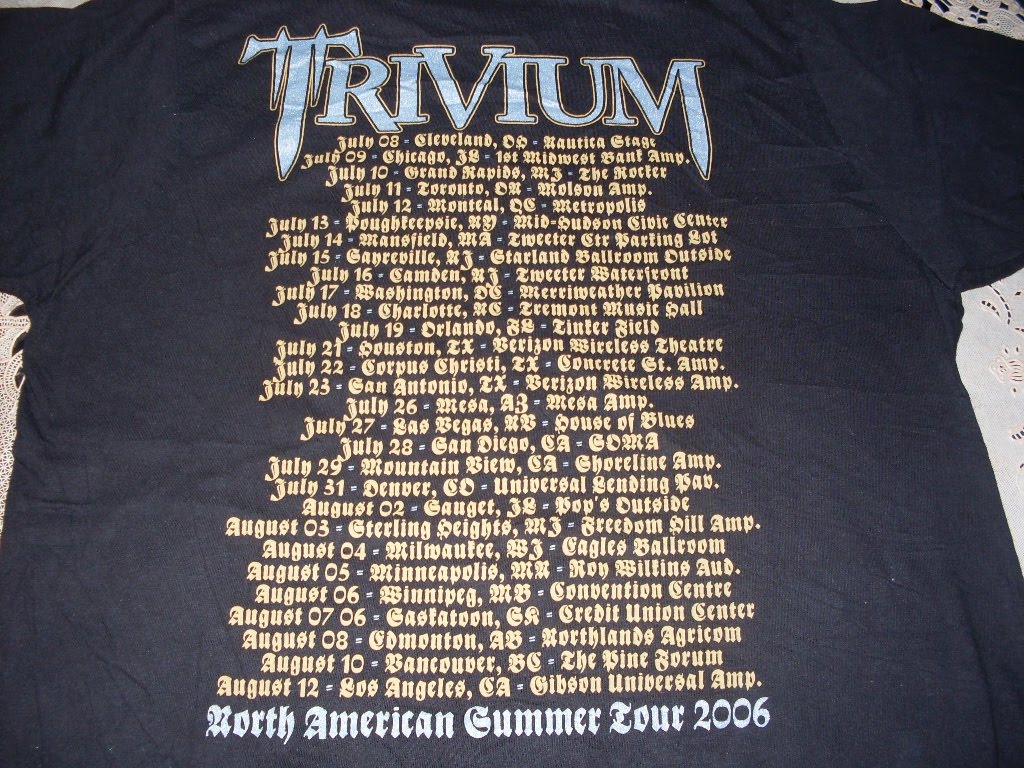 TRIVIUM
July 08 - Cleveland, OH - Nautica Stage
July 09 - Chicago, IL - 1st Midwest Bank Amp.
July 10 - Grand Rapids, MI - The Rocker
July 11 - Toronto, ON - Molson Amp.
July 12 - Monteal, QC - Metropolis
July 13 - Poughkeepsie, NY - Mid-Hudson Civic Center
July 14 - Mansfield, MA - Tweeter Ctr Parking Lot
July 15 - Sayreville, NJ - Starland Ballroom Outside
July 16 - Camden, NJ - Tweeter Waterfront
July 17 - Washington, DC - Merriweather Pavilion
July 18 - Charlotte, NC - Tremont Music Hall
July 19 - Orlando, FL - Tinker Field
July 21 - Houston, TX - Verizon Wireless Theatre
July 22 - Corpus Christi, TX - Concrete St. Amp.
July 23 - San Antonio, TX - Verizon Wireless Amp.
July 26 - Mesa, AZ - Mesa Amp.
July 27 - Las Vegas, NV - House of Blues
July 28 - San Diego, CA - SOMA
July 29 - Mountain View, CA - Shoreline Amp.
July 31 - Denver, CO - Universal Lending Pav.
August 02 - Sauget, IL - Pop's Outside
August 03 - Sterling Heights, MI - Freedom Hill Amp.
August 04 - Milwaukee, WI - Eagles Ballroom
August 05 - Minneapolis, MN - Roy Wilkins Aud.
August 06 - Winnipeg, MB - Convention Centre
August 07 06 - Saskatoon, SK - Credit Union Center
August 08 - Edmonton, AB - Northlands Agricom
August 10 - Vancouver, BC - The Pine Forum
August 12 - Los Angeles, CA - Gibson Universal Amp.
North American Summer Tour 2006